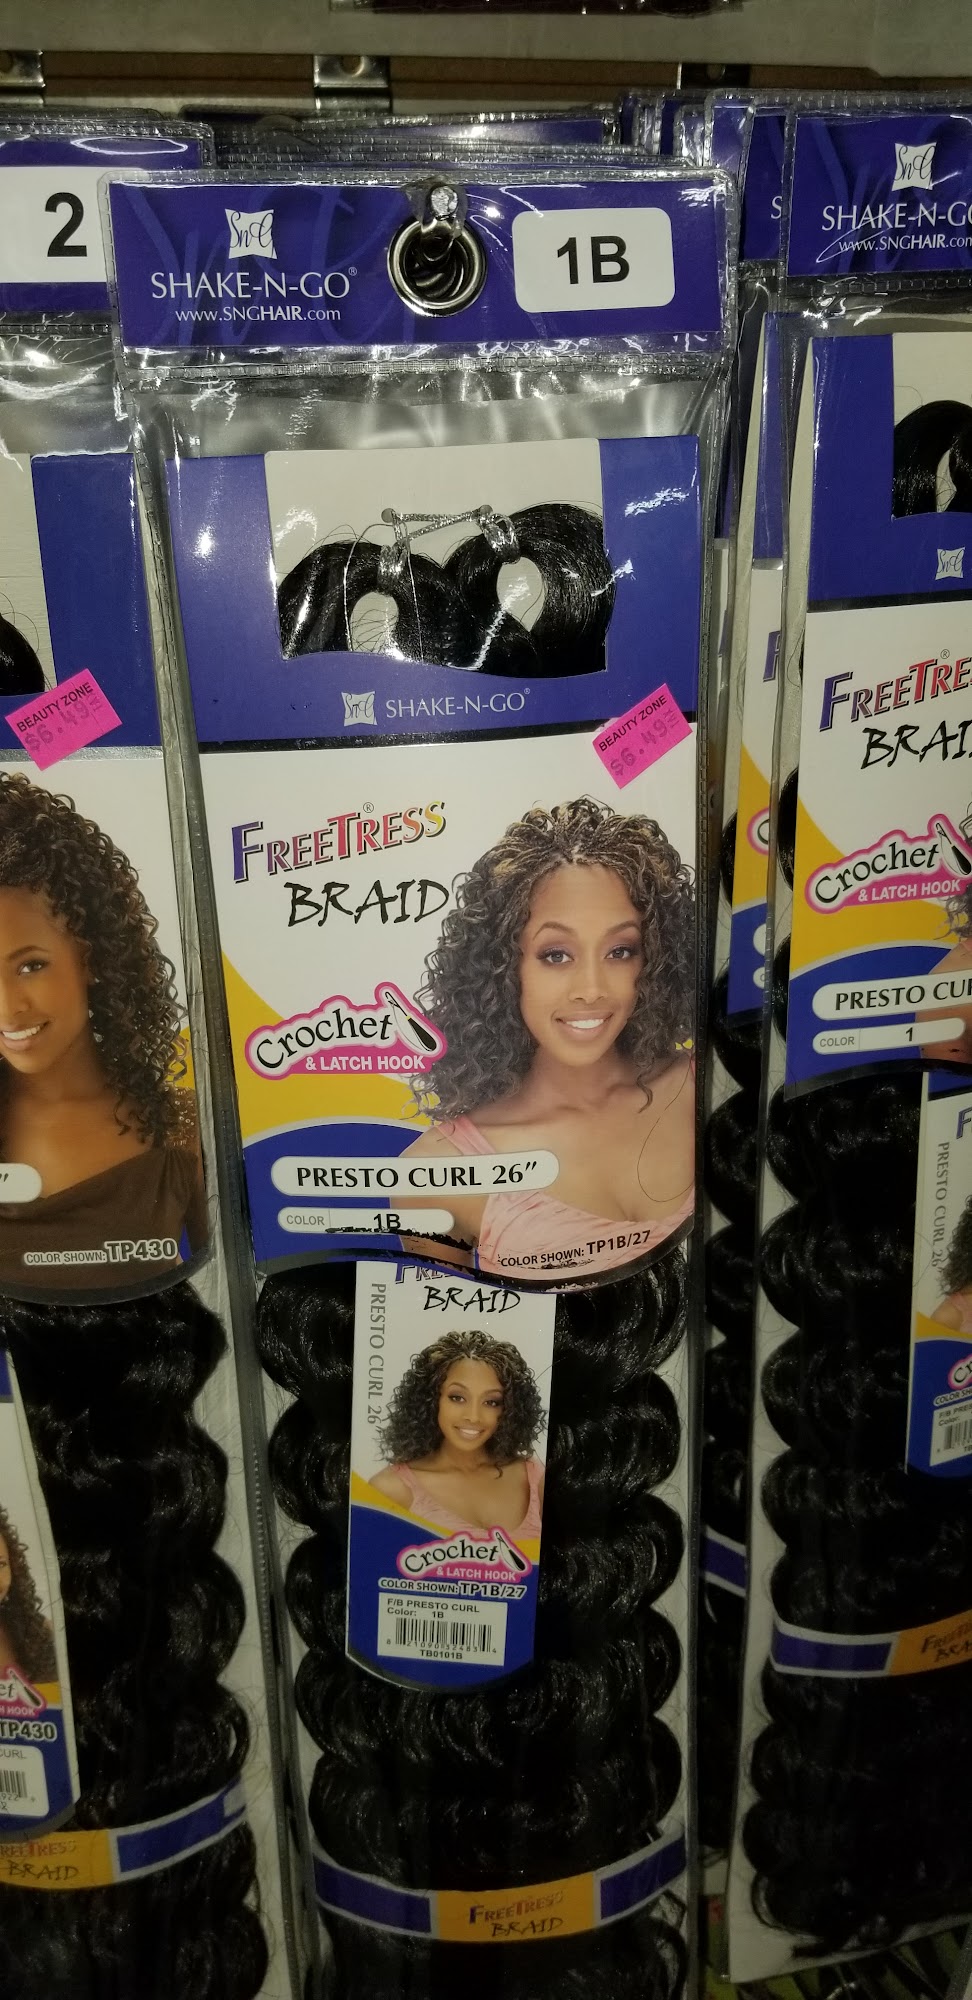 2
SHAKE-N-GO®
www.SNGHAIR.com
1B
SHAKE-N-GO
www.SNGHAIR.com
BEAUTY ZONE
$6.49
SHAKE-N-GO®
BEAUTY ZONE
$6.49
FREETRESS®
BRAID
Crochet
& LATCH HOOK
PRESTO CURL 26"
COLOR 1B
COLOR SHOWN: TP1B/27
COLOR SHOWN: TP430
BRAID
PRESTO CURL 26
Crochet
& LATCH HOOK
COLOR SHOWN: TP1B/27
F/B PRESTO CURL
Color: 1B
TB0101B
FREETRESS
BRAID
FREETRE
BRAI
Crochet
& LATCH HOOK
PRESTO CU
COLOR 1
PRESTO CURL 26
TP430
CURL
FREETRESS
BRAID